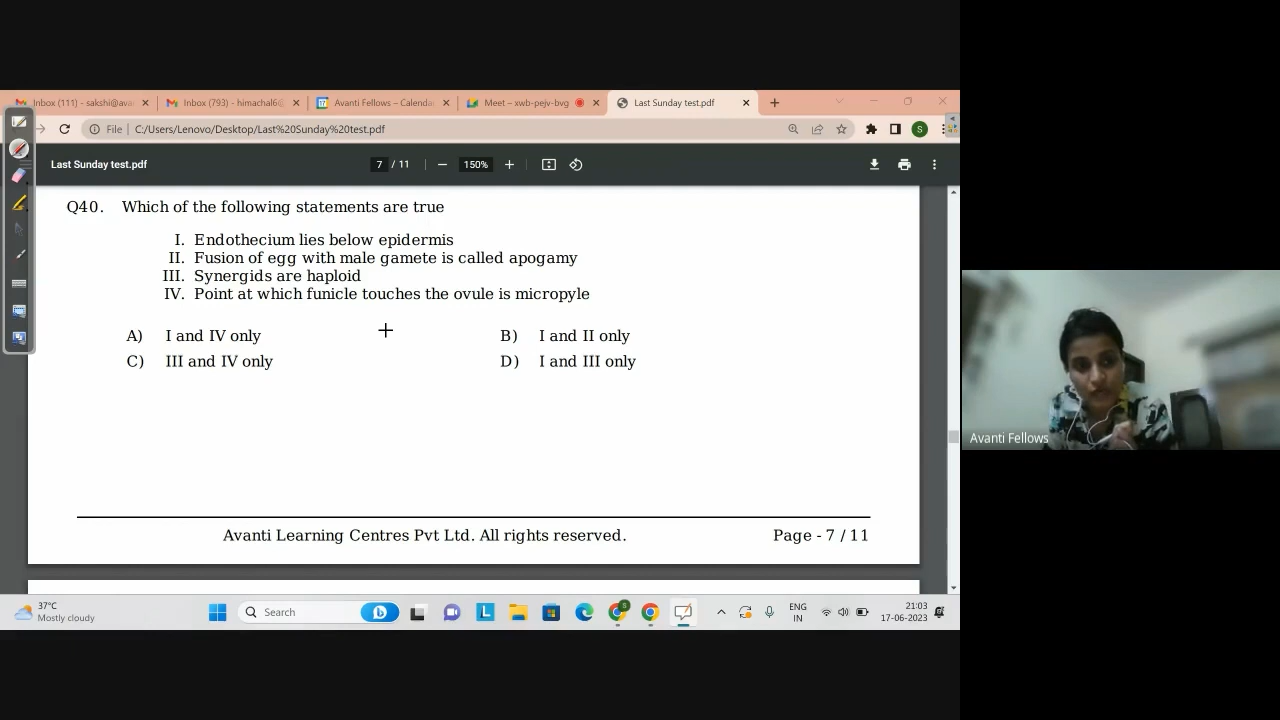 Inbox (111) - sakshi@ava
Inbox (793) - himachal6@
Avanti Fellows – Calenda
Meet – xwb-pejv-bvg
Last Sunday test.pdf
File
C:/Users/Lenovo/Desktop/Last%20Sunday%20test.pdf
S
Last Sunday test.pdf
7 / 11
150%
Q40. Which of the following statements are true
I. Endothecium lies below epidermis
II. Fusion of egg with male gamete is called apogamy
III. Synergids are haploid
IV. Point at which funicle touches the ovule is micropyle
A) I and IV only
B) I and II only
C) III and IV only
D) I and III only
Avanti Learning Centres Pvt Ltd. All rights reserved.
Page - 7 / 11
Avanti Fellows
37°C
Mostly cloudy
Search
ENG
IN
21:03
17-06-2023